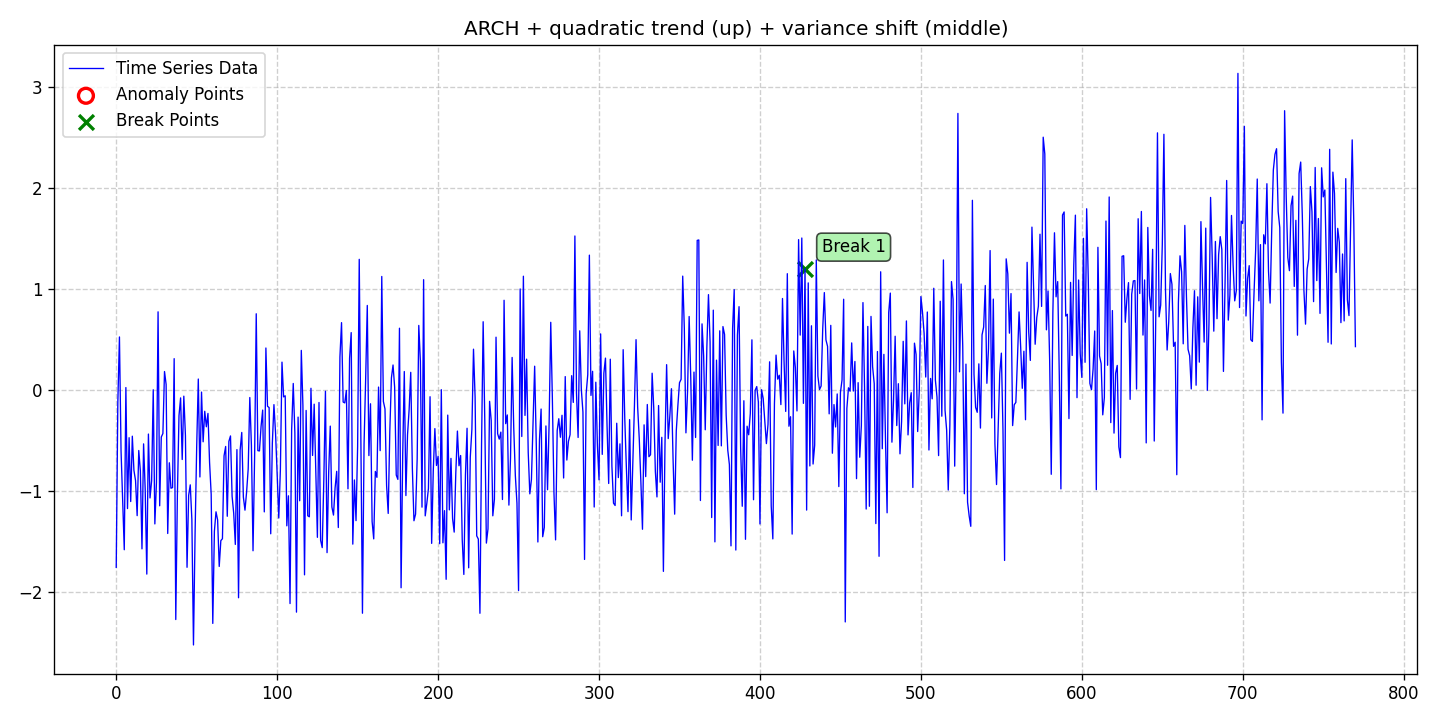 ARCH + quadratic trend (up) + variance shift (middle)
Time Series Data
Anomaly Points
Break Points
Break 1
3
2
1
0
−1
−2
0 100 200 300 400 500 600 700 800